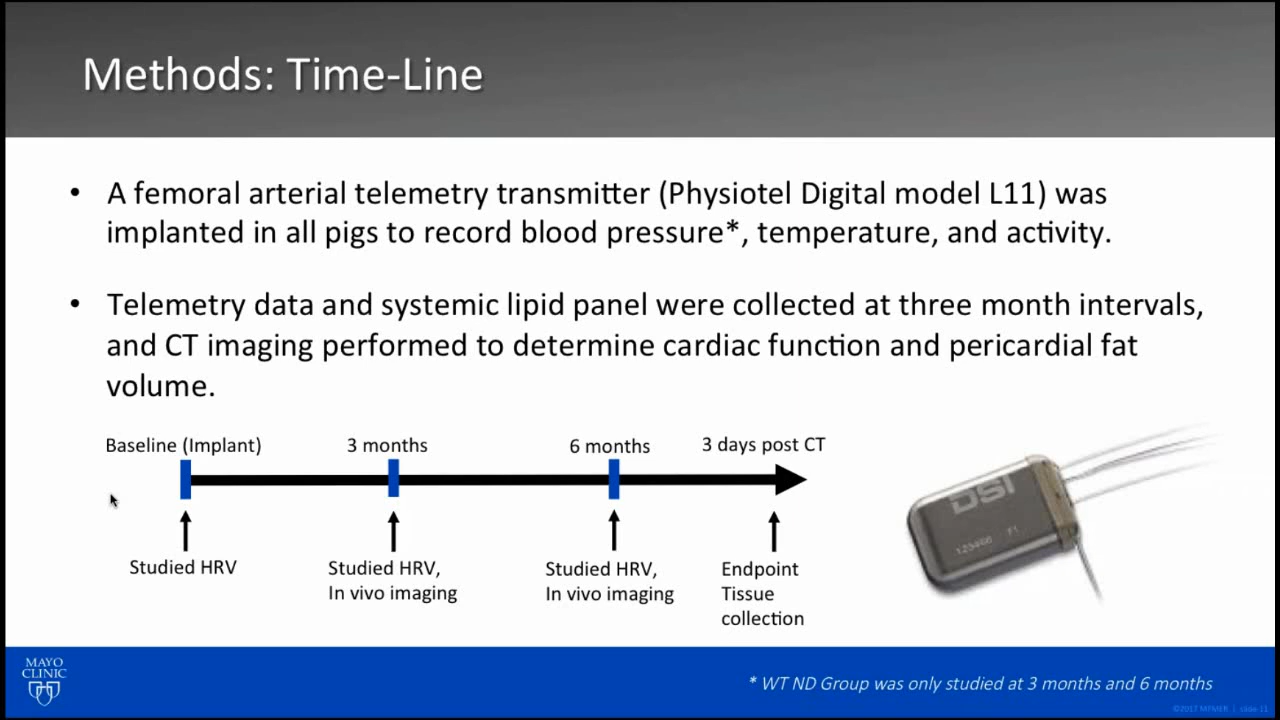 Methods: Time-Line
• A femoral arterial telemetry transmitter (Physiotel Digital model L11) was
implanted in all pigs to record blood pressure*, temperature, and activity.
• Telemetry data and systemic lipid panel were collected at three month intervals,
and CT imaging performed to determine cardiac function and pericardial fat
volume.
Baseline (Implant)
3 months
6 months
3 days post CT
Studied HRV
Studied HRV,
In vivo imaging
Studied HRV,
In vivo imaging
Endpoint
Tissue
collection
DSI
MAYO
CLINIC
* WT ND Group was only studied at 3 months and 6 months
©2017 MFMER | slide-11